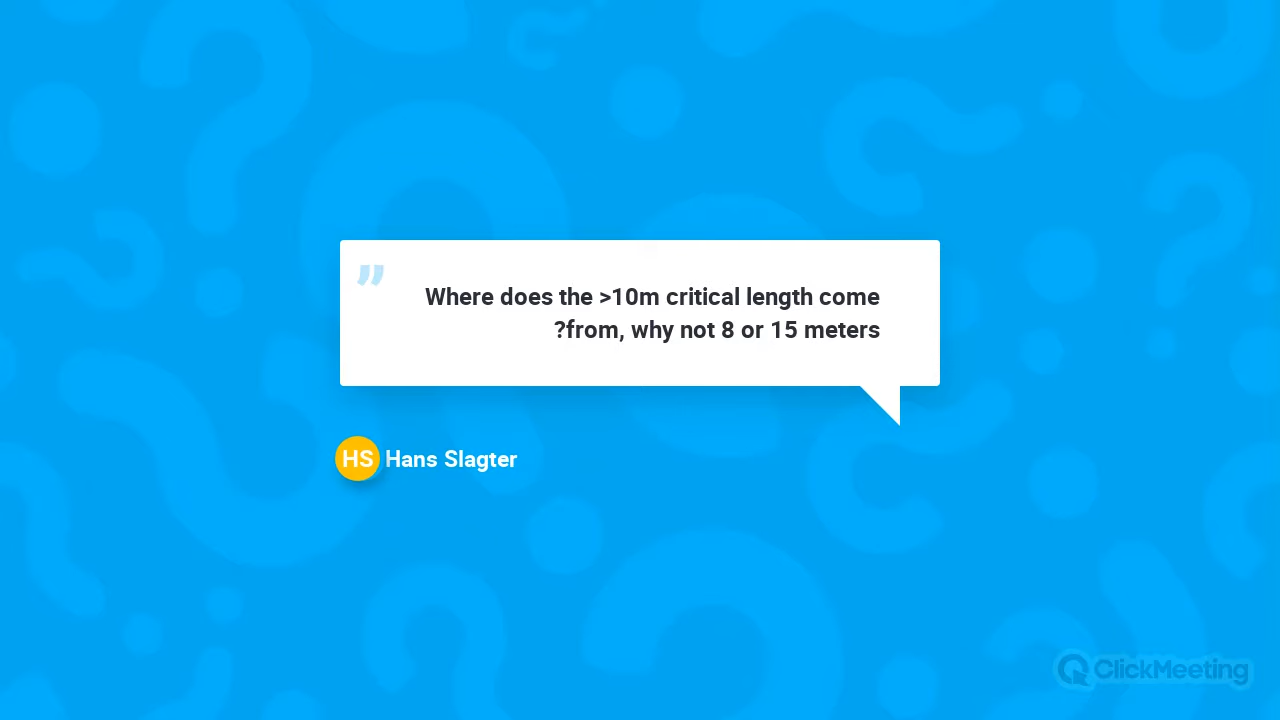 ”
Where does the >10m critical length come
?from, why not 8 or 15 meters
HS Hans Slagter
ClickMeeting